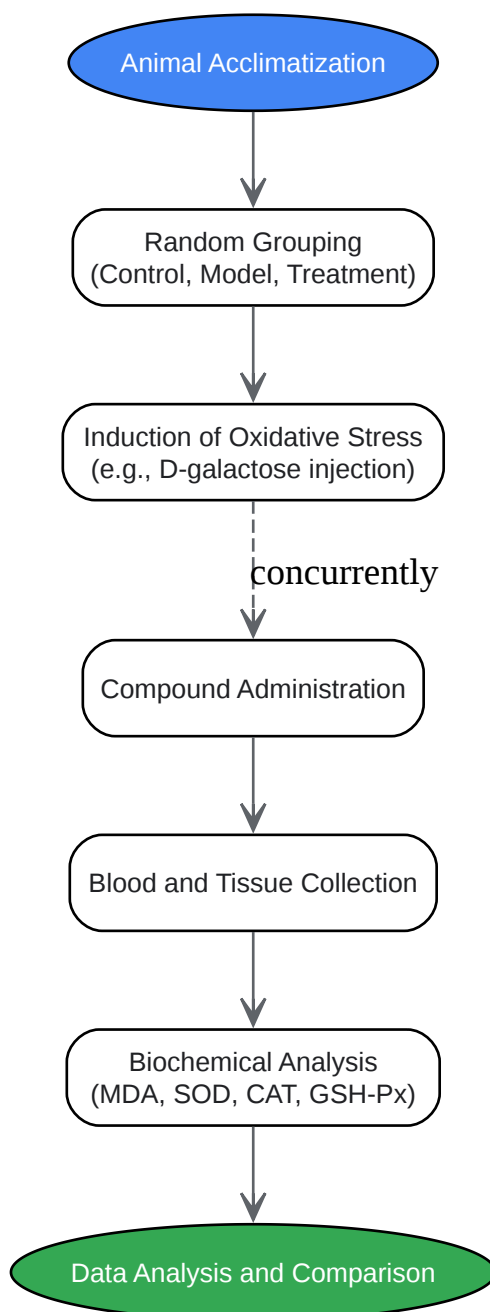 Animal Acclimatization
Random Grouping
(Control, Model, Treatment)
Induction of Oxidative Stress
(e.g., D-galactose injection)
concurrently
Compound Administration
Blood and Tissue Collection
Biochemical Analysis
(MDA, SOD, CAT, GSH-Px)
Data Analysis and Comparison